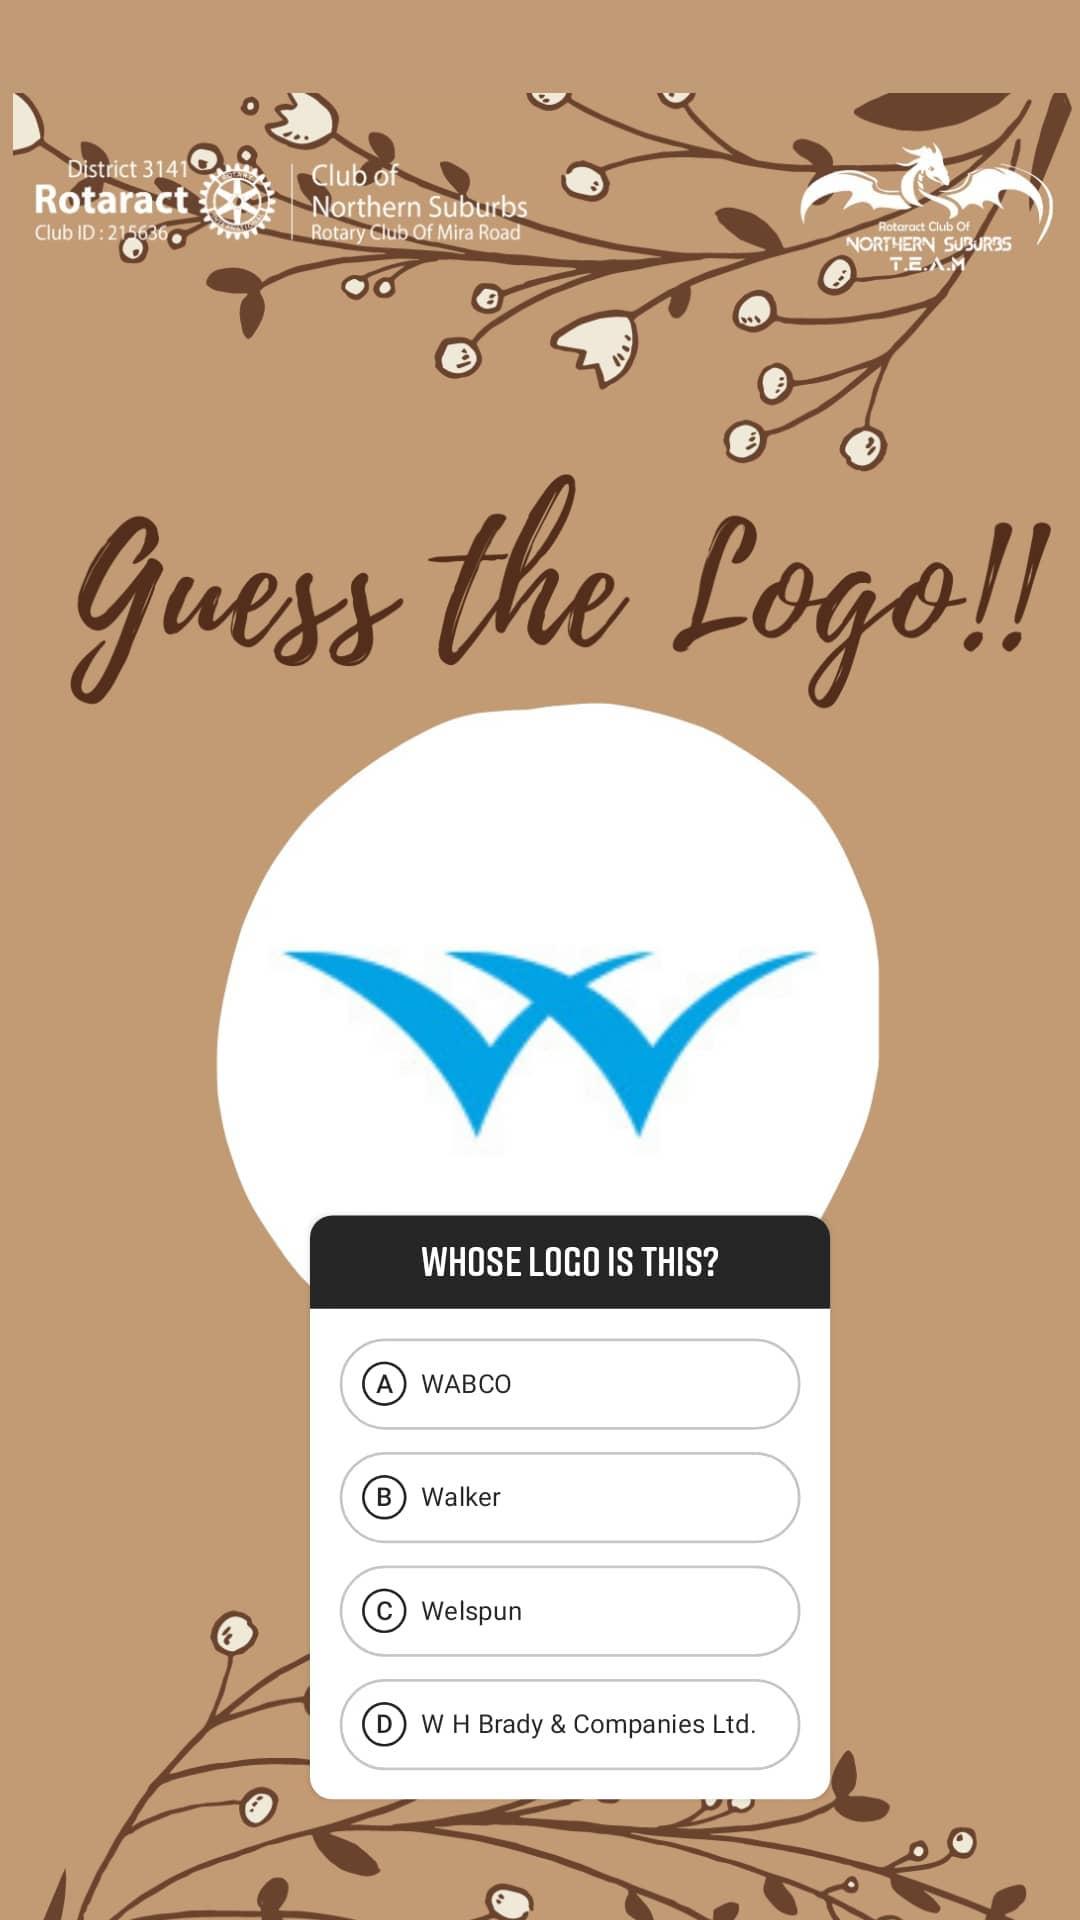 District 3141
Rotaract
Club ID : 215636
Club of
Northern Suburbs
Rotary Club Of Mira Road
Rotaract Club Of
NORTHERN SUBURBS
T.E.A.M
Guess the Logo!!
WHOSE LOGO IS THIS?
A WABCO
B Walker
C Welspun
D W H Brady & Companies Ltd.